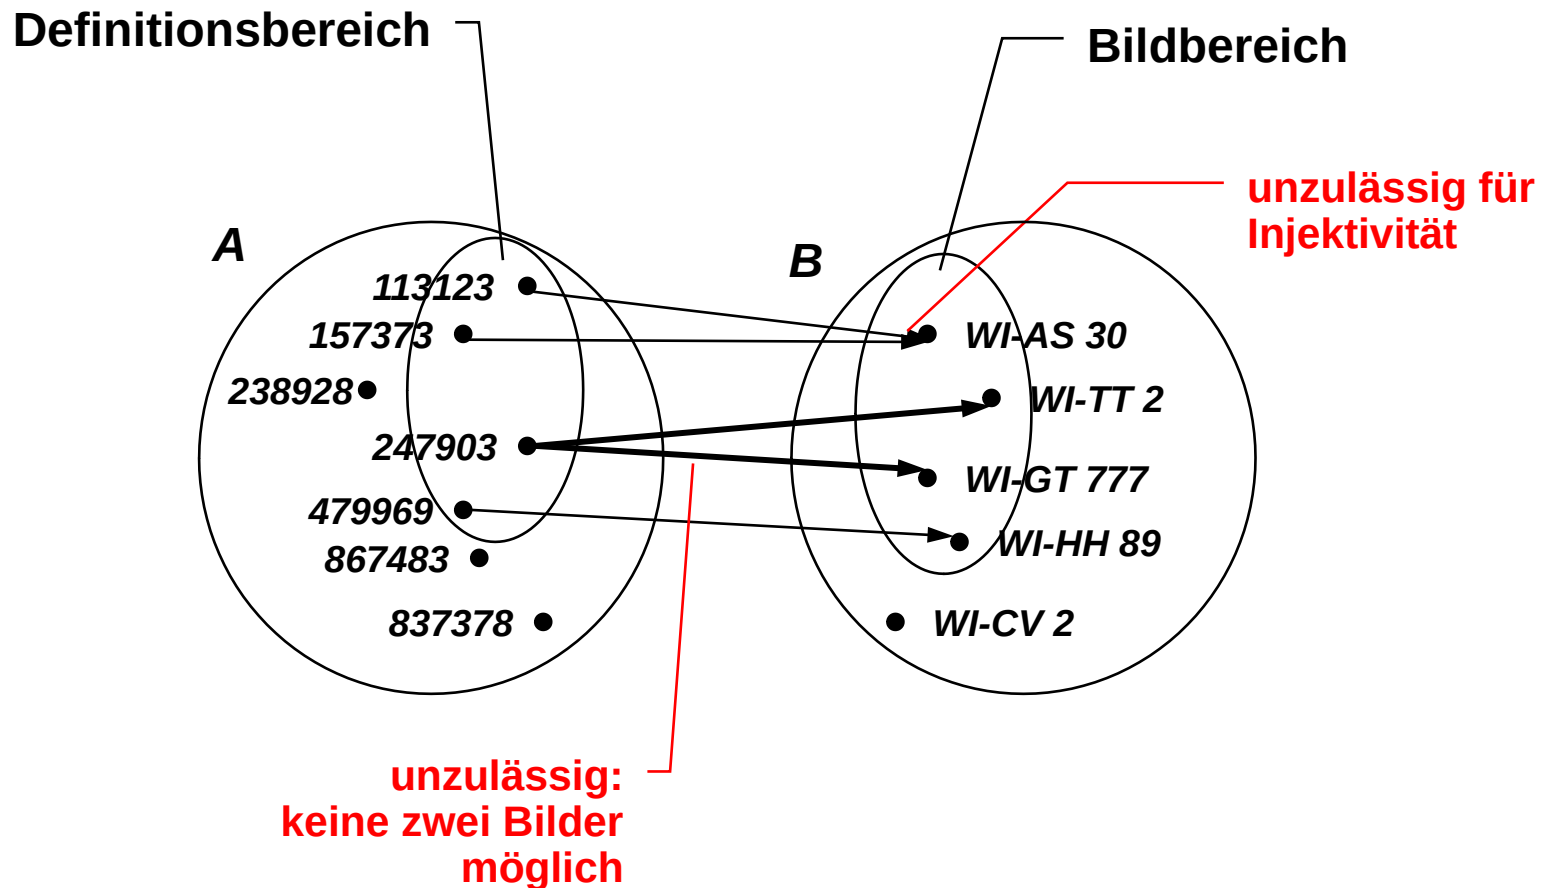 Definitionsbereich
Bildbereich
unzulässig für
Injektivität
A
B
113123
157373
238928
247903
479969
867483
837378
WI-AS 30
WI-TT 2
WI-GT 777
WI-HH 89
WI-CV 2
unzulässig:
keine zwei Bilder
möglich